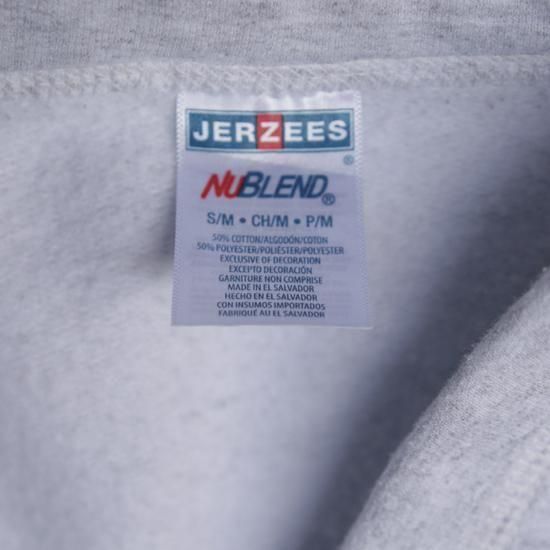 JERZEES
®
NUBLEND®
S/M • CH/M • P/M
50% COTTON/ALGODÓN/COTON
50% POLYESTER/POLIÉSTER/POLYESTER
EXCLUSIVE OF DECORATION
EXCEPTO DECORACIÓN
GARNITURE NON COMPRISE
MADE IN EL SALVADOR
HECHO EN EL SALVADOR
CON INSUMOS IMPORTADOS
FABRIQUÉ AU EL SALVADOR